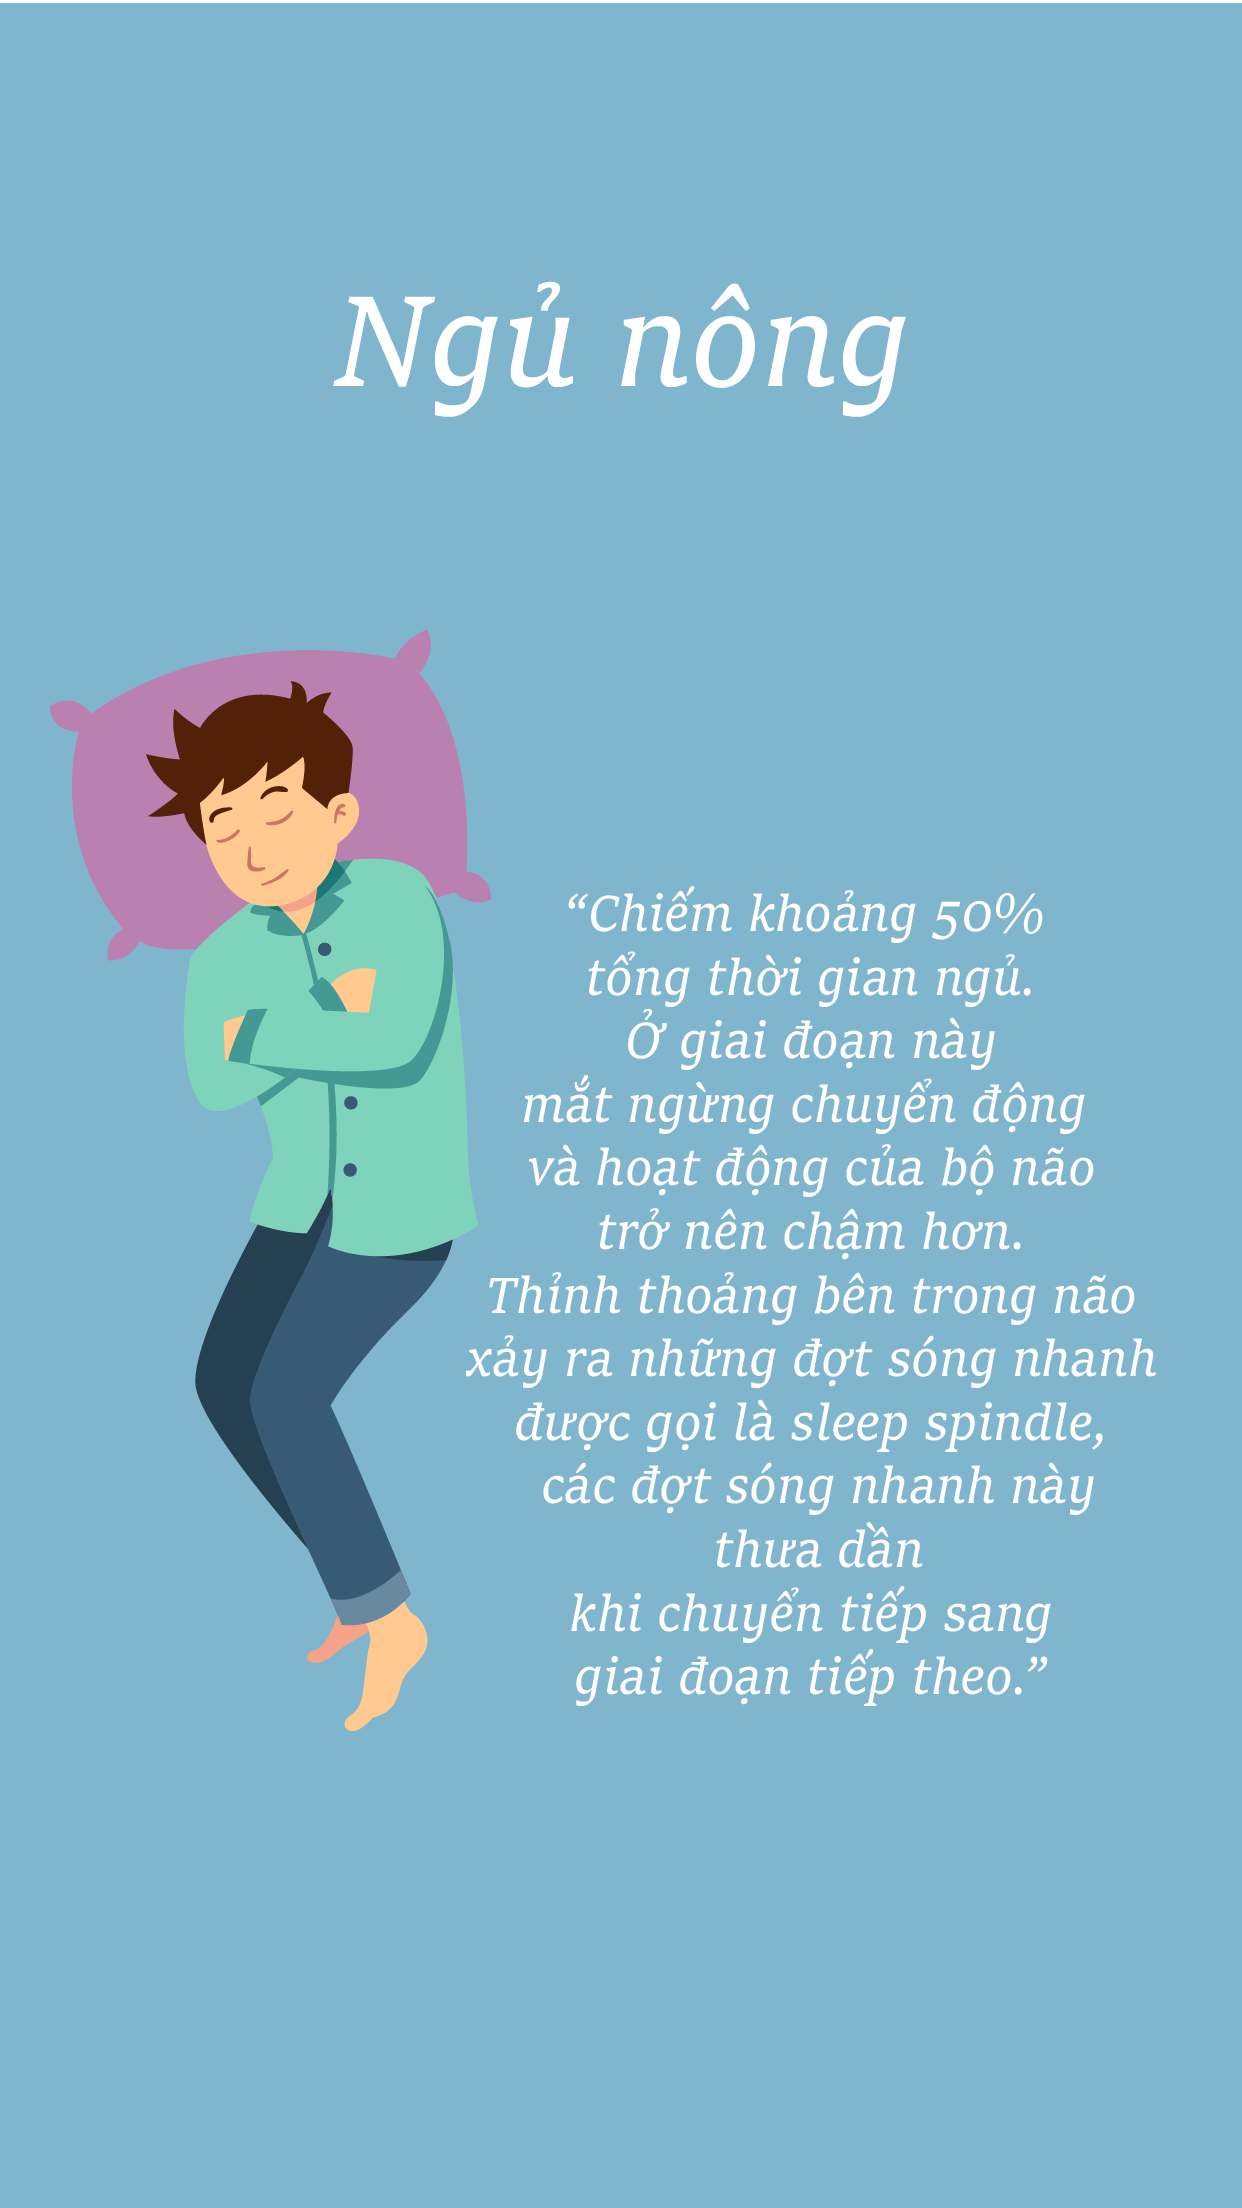 Ngủ nông
“Chiếm khoảng 50%
tổng thời gian ngủ.
Ở giai đoạn này
mắt ngừng chuyển động
và hoạt động của bộ não
trở nên chậm hơn.
Thỉnh thoảng bên trong não
xảy ra những đợt sóng nhanh
được gọi là sleep spindle,
các đợt sóng nhanh này
thưa dần
khi chuyển tiếp sang
giai đoạn tiếp theo.”